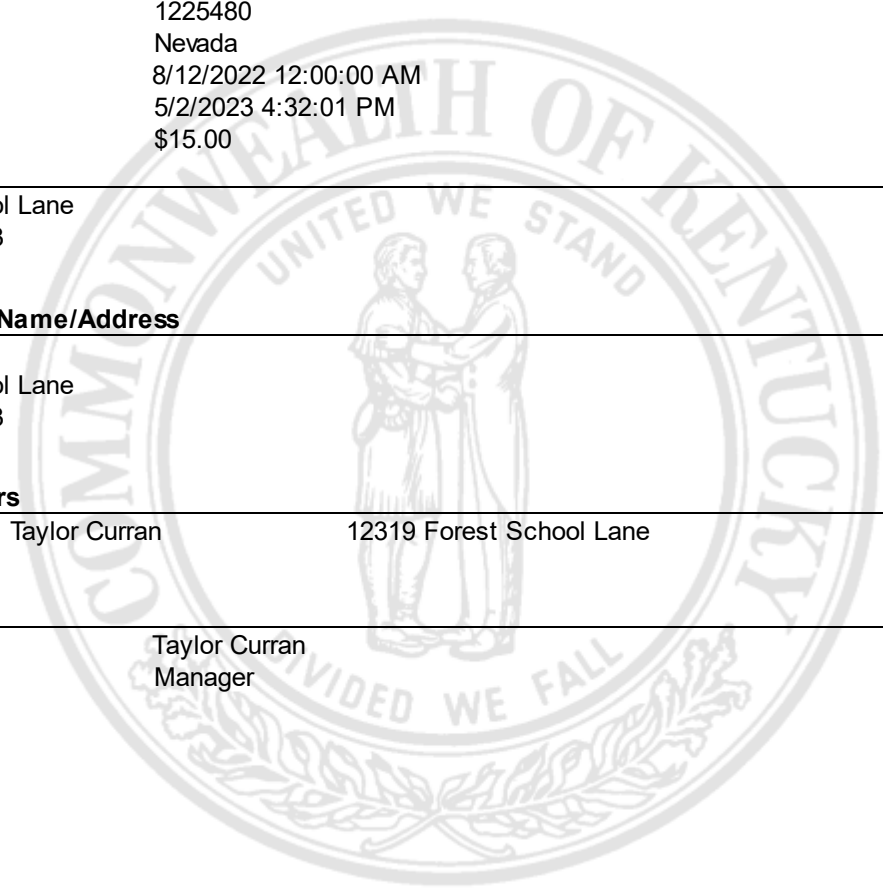 1225480
Nevada
8/12/2022 12:00:00 AM
5/2/2023 4:32:01 PM
$15.00
COMMONWEALTH OF KENTUCKY
UNITED WE STAND
ol Lane
Name/Address
ol Lane
rs
Taylor Curran 12319 Forest School Lane
Taylor Curran
Manager
DIVIDED WE FALL